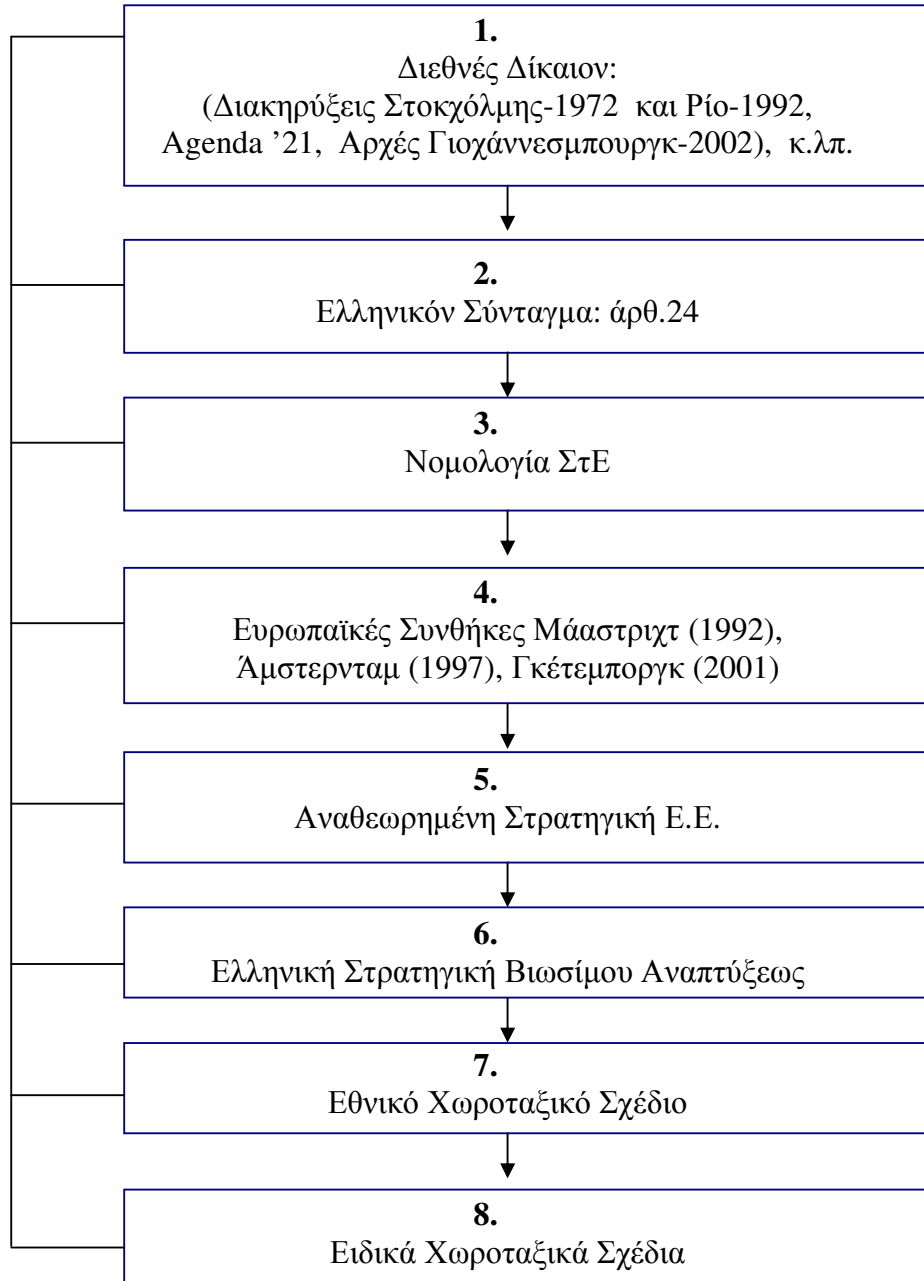 1.
Διεθνές Δίκαιον:
(Διακηρύξεις Στοκχόλμης-1972 και Ρίο-1992,
Agenda ’21, Αρχές Γιοχάννεσμπουργκ-2002), κ.λπ.
2.
Ελληνικόν Σύνταγμα: άρθ.24
3.
Νομολογία ΣτΕ
4.
Ευρωπαϊκές Συνθήκες Μάαστριχτ (1992),
Άμστερνταμ (1997), Γκέτεμποργκ (2001)
5.
Αναθεωρημένη Στρατηγική Ε.Ε.
6.
Ελληνική Στρατηγική Βιωσίμου Αναπτύξεως
7.
Εθνικό Χωροταξικό Σχέδιο
8.
Ειδικά Χωροταξικά Σχέδια